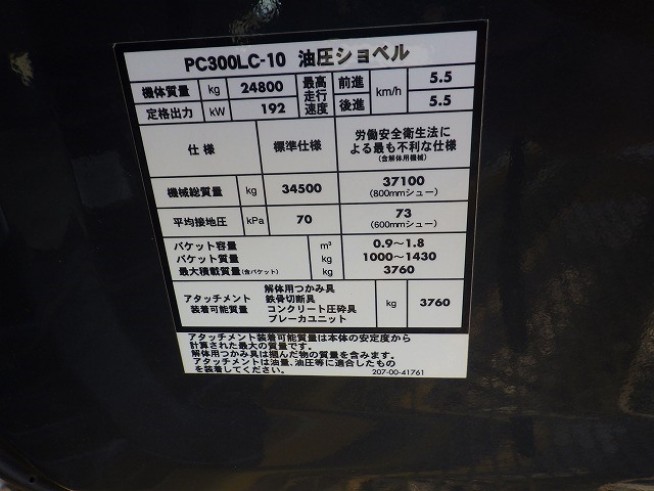 PC300LC-10 油圧ショベル
機体質量 kg 24800 最高走行速度 前進 km/h 5.5
定格出力 kW 192 後進 5.5
仕様 標準仕様 労働安全衛生法に
よる最も不利な仕様
(含解体用機械)
機械総質量 kg 34500 37100
(800mmシュー)
平均接地圧 kPa 70 73
(600mmシュー)
バケット容量 m³ 0.9〜1.8
バケット質量 kg 1000〜1430
最大積載質量(含バケット) kg 3760
アタッチメント
装着可能質量
解体用つかみ具
鉄骨切断具
コンクリート圧砕具
ブレーカユニット
kg 3760
アタッチメント装着可能質量は本体の安定度から
計算された最大の質量です。
解体用つかみ具は掴んだ物の質量を含みます。
アタッチメントは油量、油圧等に適合したもの
を装着してください。 207-00-41761